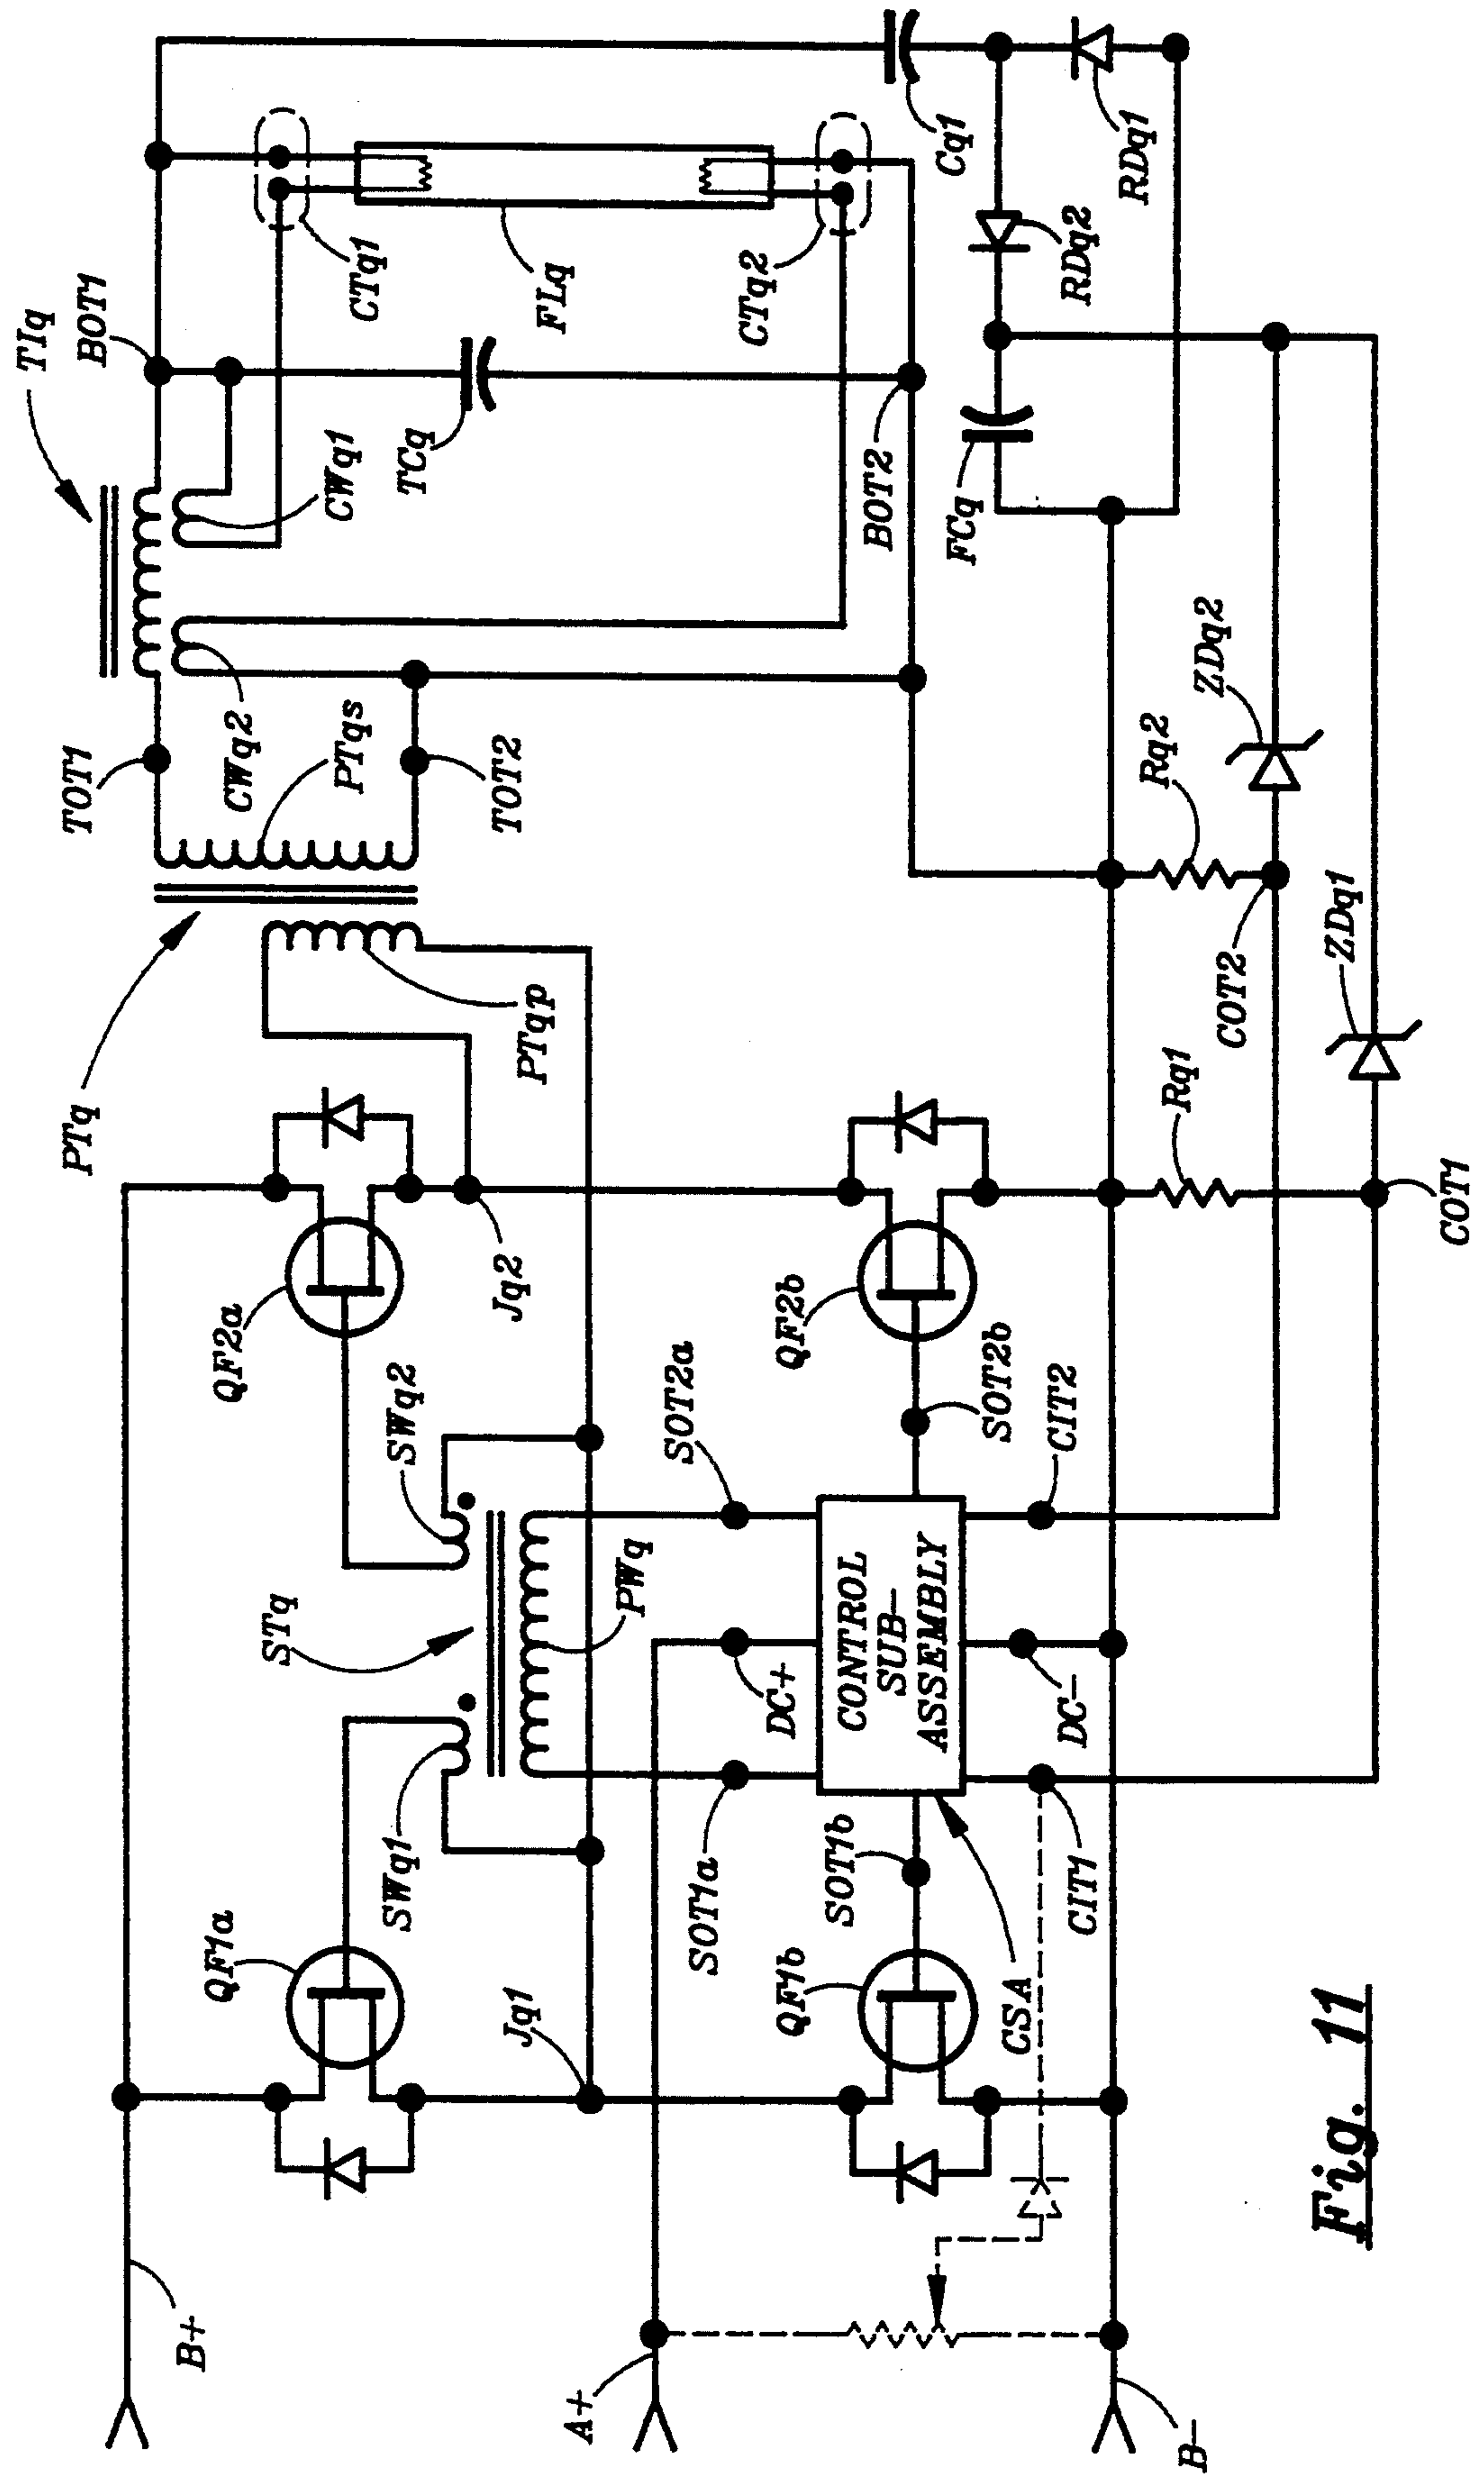 B+
QF1a
QF2a
PTq
TOT1
TIq
BOT1
SWq1
STq
SWq2
Jq2
PTqp
PTqs
CWq2
CWq1
CTq1
TOT2
TCq
FLq
Jq1
PWq
A+
SOT1a
DC+
SOT2a
CTq2
QF1b
SOT1b
CONTROL
SUB-
ASSEMBLY
QF2b
BOT2
Cq1
CSA
CIT1
DC-
SOT2b
CIT2
FCq
RDq2
RDq1
B-
Rq1
Rq2
ZDq2
COT2
ZDq1
COT1
Fig. 11